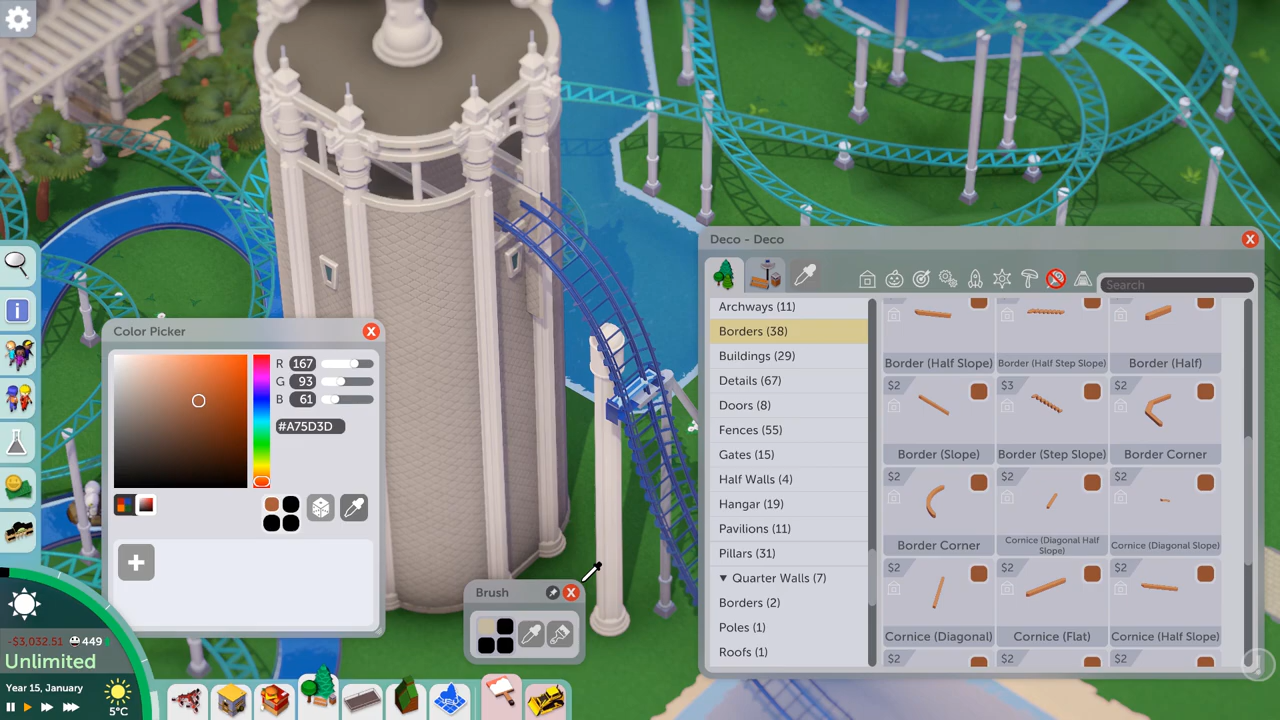 Deco - Deco
Search
Archways (11)
Borders (38)
Buildings (29)
Details (67)
Doors (8)
Fences (55)
Gates (15)
Half Walls (4)
Hangar (19)
Pavilions (11)
Pillars (31)
▼ Quarter Walls (7)
Borders (2)
Poles (1)
Roofs (1)
Border (Half Slope)
Border (Half Step Slope)
Border (Half)
$2
$3
$2
Border (Slope)
Border (Step Slope)
Border Corner
$2
$2
$2
Border Corner
Cornice (Diagonal Half
Slope)
Cornice (Diagonal Slope)
$2
$2
$2
Cornice (Diagonal)
Cornice (Flat)
Cornice (Half Slope)
$2
$2
$2
Color Picker
R 167
G 93
B 61
#A75D3D
Brush
-$3,032.51
449
Unlimited
Year 15, January
5°C